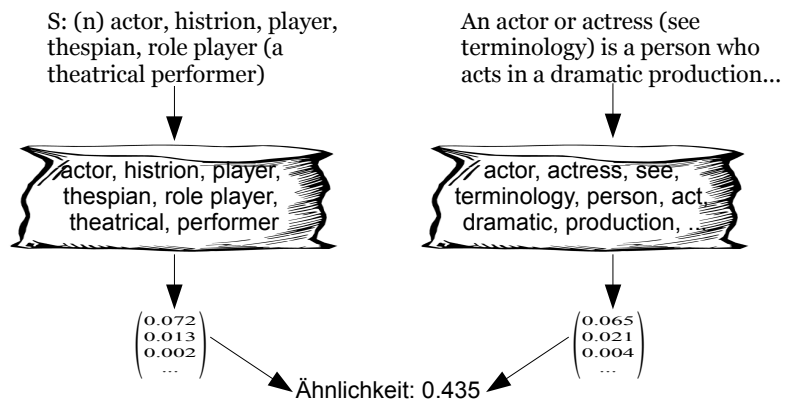 S: (n) actor, histrion, player,
thespian, role player (a
theatrical performer)
An actor or actress (see
terminology) is a person who
acts in a dramatic production...
actor, histrion, player,
thespian, role player,
theatrical, performer
actor, actress, see,
terminology, person, act,
dramatic, production, ...
0.072
0.013
0.002
...
0.065
0.021
0.004
...
Ähnlichkeit: 0.435